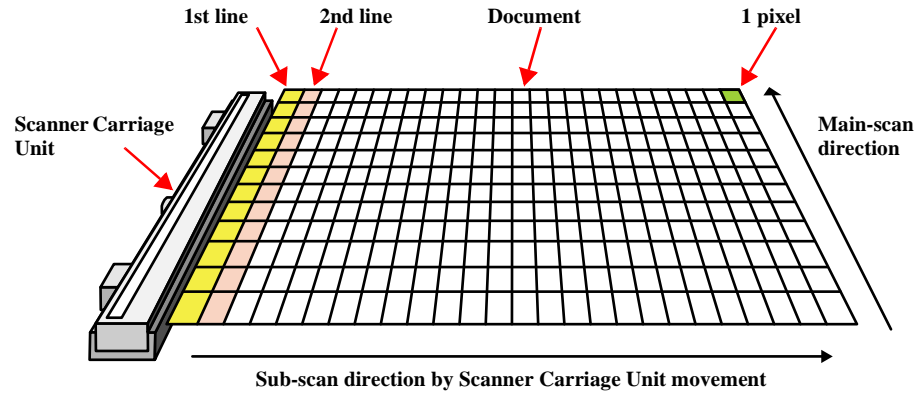 1st line
2nd line
Document
1 pixel
Scanner Carriage
Unit
Main-scan
direction
Sub-scan direction by Scanner Carriage Unit movement